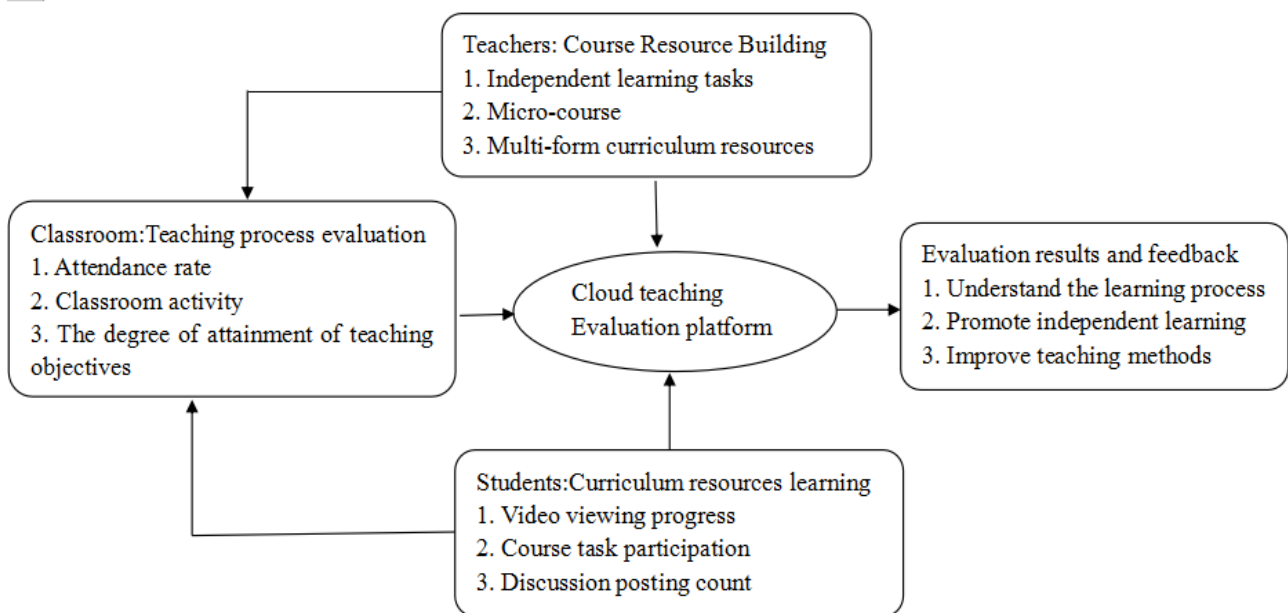 Teachers: Course Resource Building
1. Independent learning tasks
2. Micro-course
3. Multi-form curriculum resources
Classroom:Teaching process evaluation
1. Attendance rate
2. Classroom activity
3. The degree of attainment of teaching
objectives
Cloud teaching
Evaluation platform
Evaluation results and feedback
1. Understand the learning process
2. Promote independent learning
3. Improve teaching methods
Students:Curriculum resources learning
1. Video viewing progress
2. Course task participation
3. Discussion posting count